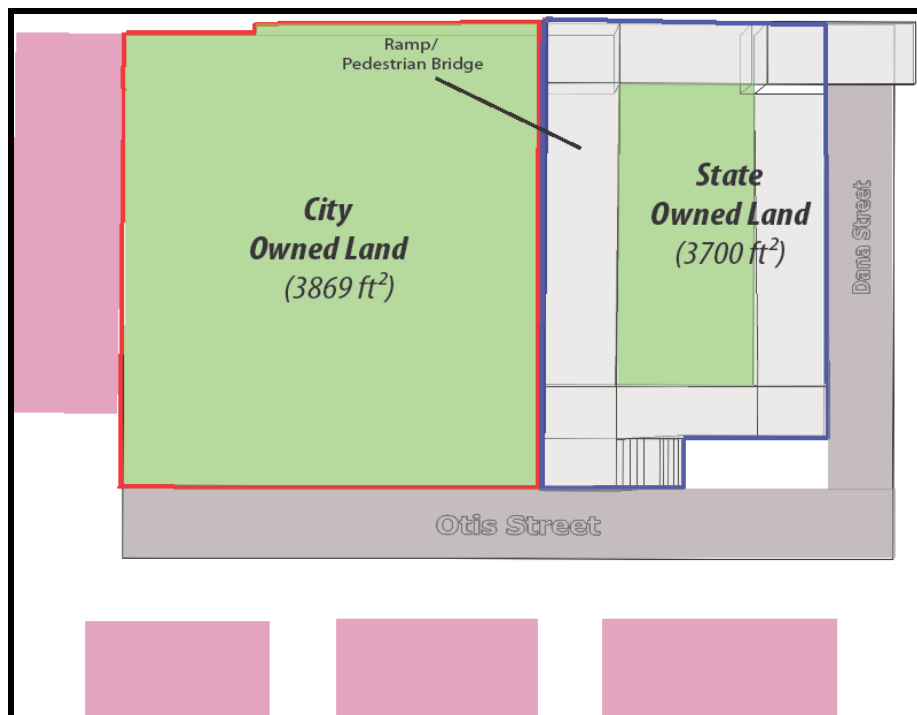 Ramp/
Pedestrian Bridge
City
Owned Land
(3869 ft²)
State
Owned Land
(3700 ft²)
Dana Street
Otis Street